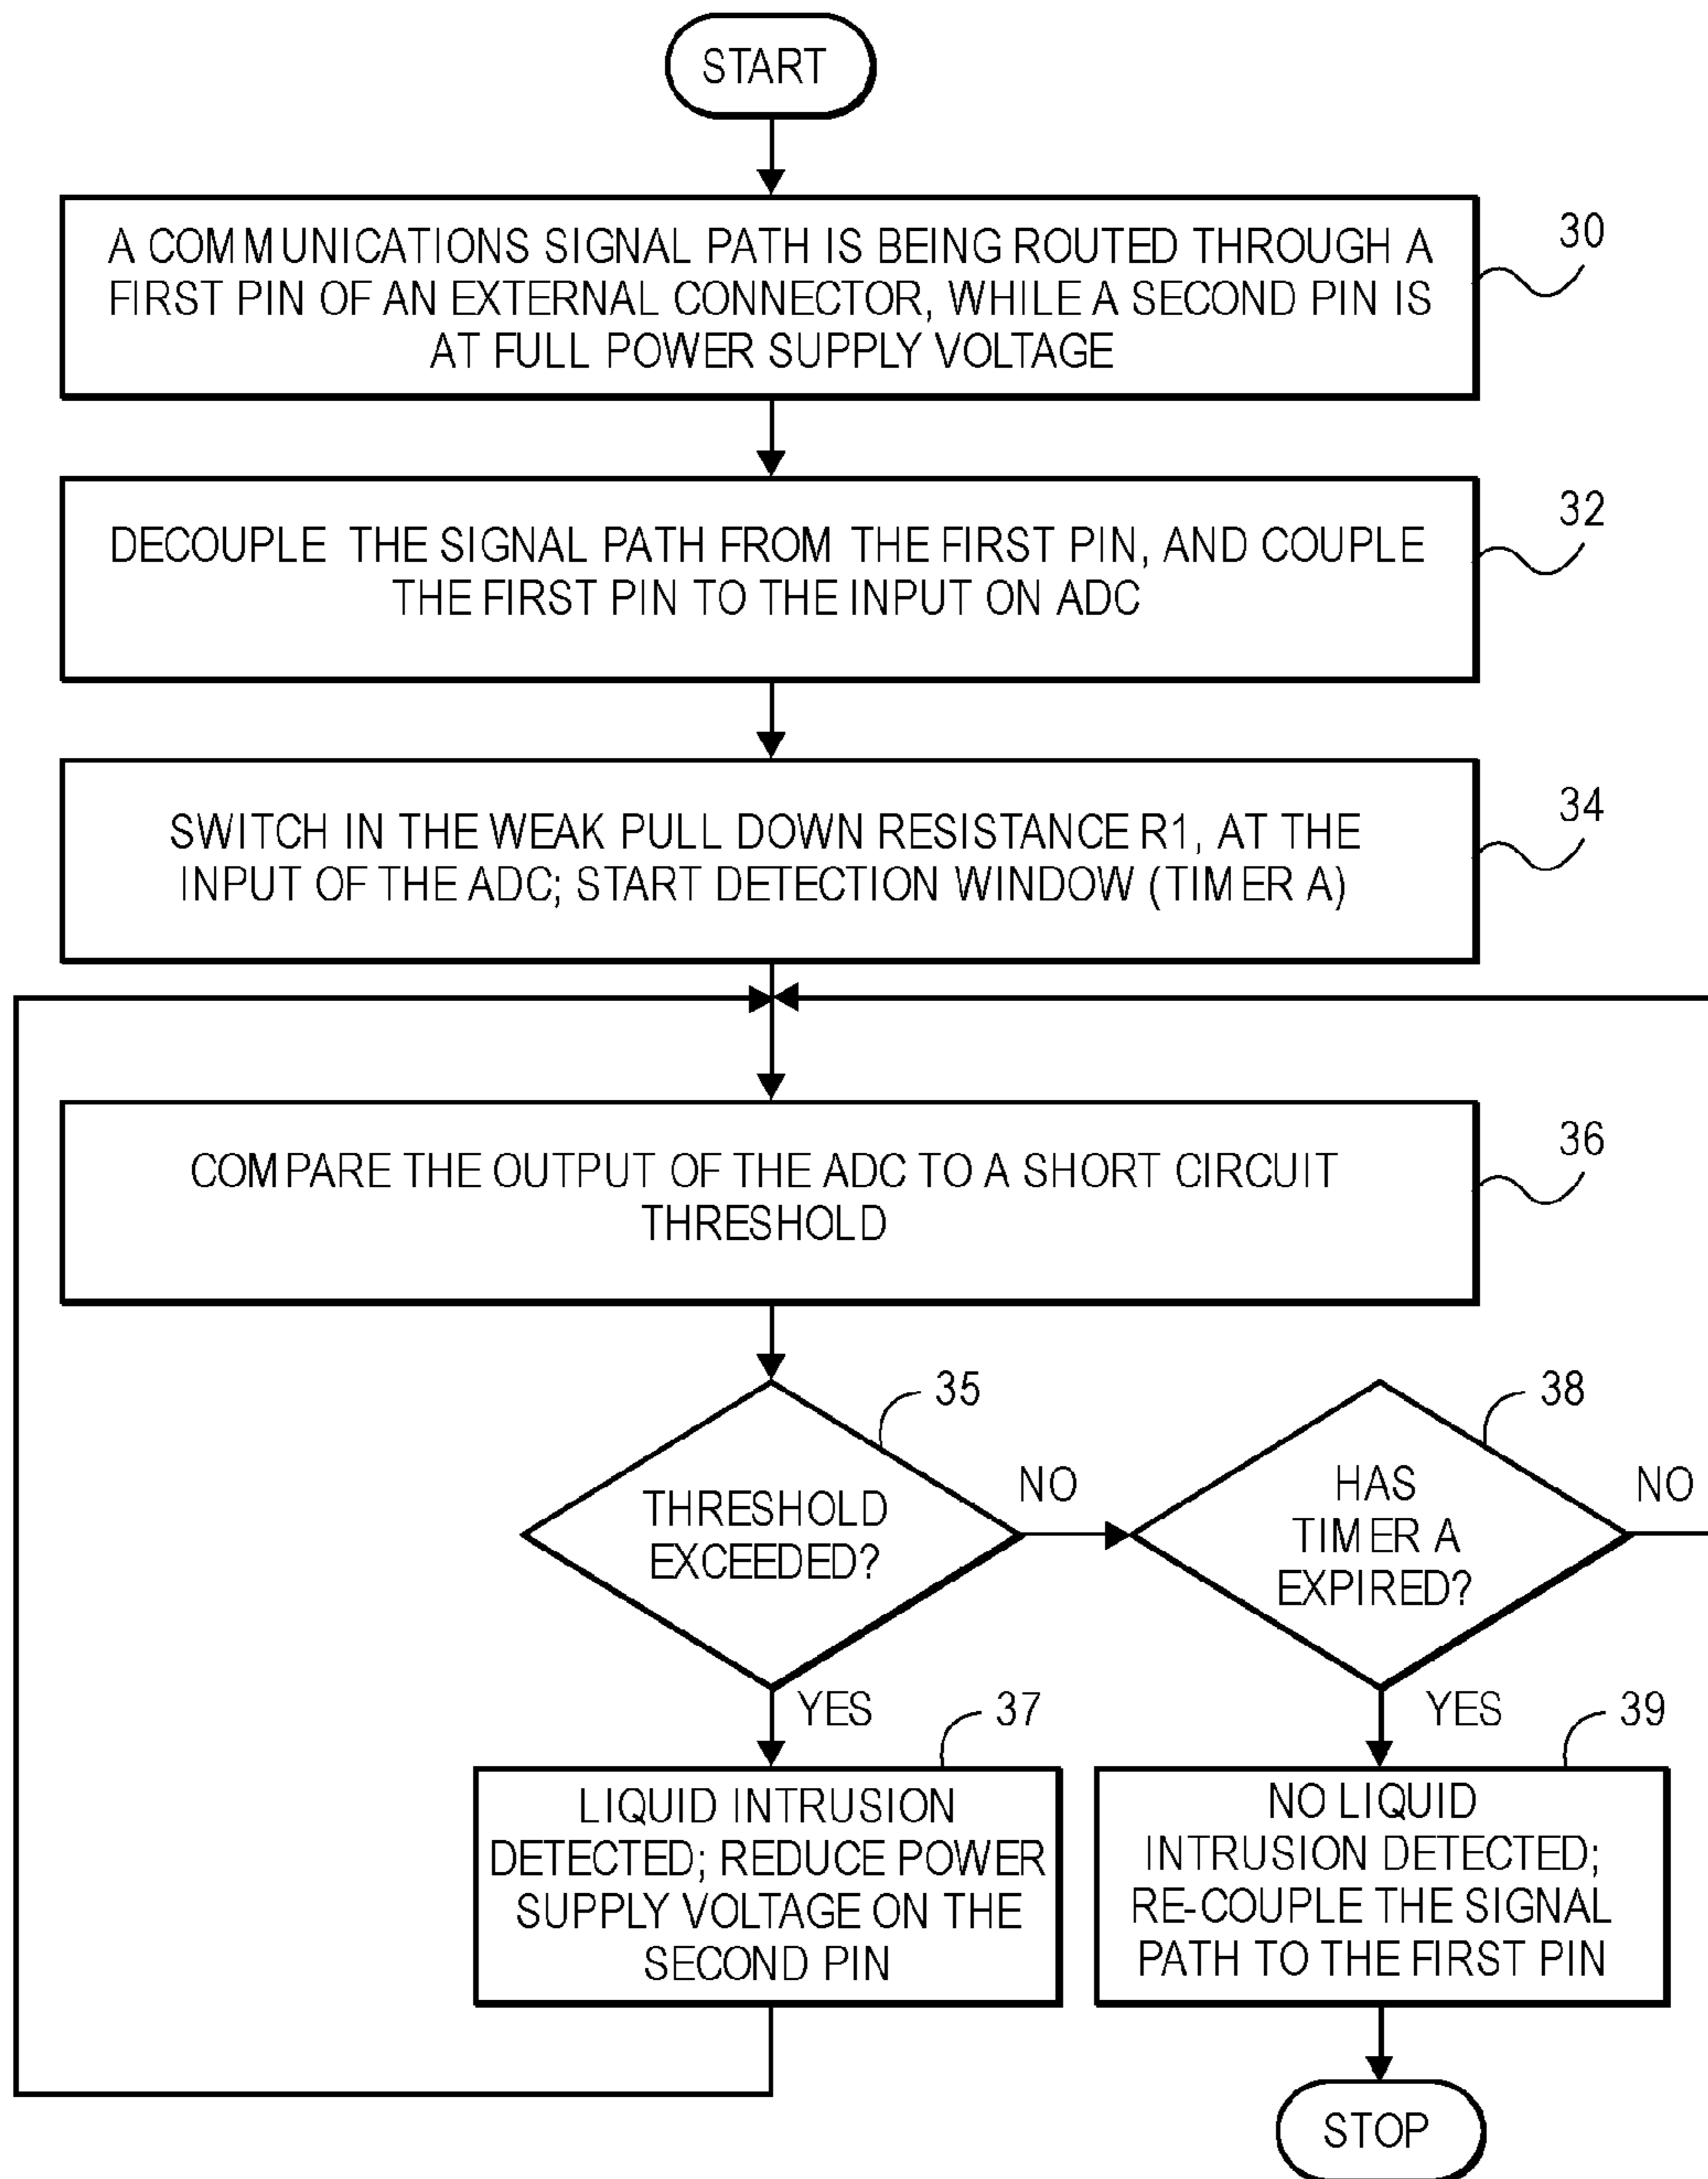 START
A COMMUNICATIONS SIGNAL PATH IS BEING ROUTED THROUGH A
FIRST PIN OF AN EXTERNAL CONNECTOR, WHILE A SECOND PIN IS
AT FULL POWER SUPPLY VOLTAGE
30
DECOUPLE THE SIGNAL PATH FROM THE FIRST PIN, AND COUPLE
THE FIRST PIN TO THE INPUT ON ADC
32
SWITCH IN THE WEAK PULL DOWN RESISTANCE R1, AT THE
INPUT OF THE ADC; START DETECTION WINDOW (TIMER A)
34
COMPARE THE OUTPUT OF THE ADC TO A SHORT CIRCUIT
THRESHOLD
36
35
THRESHOLD
EXCEEDED?
NO
38
HAS
TIMER A
EXPIRED?
NO
YES
37
LIQUID INTRUSION
DETECTED; REDUCE POWER
SUPPLY VOLTAGE ON THE
SECOND PIN
YES
39
NO LIQUID
INTRUSION DETECTED;
RE-COUPLE THE SIGNAL
PATH TO THE FIRST PIN
STOP